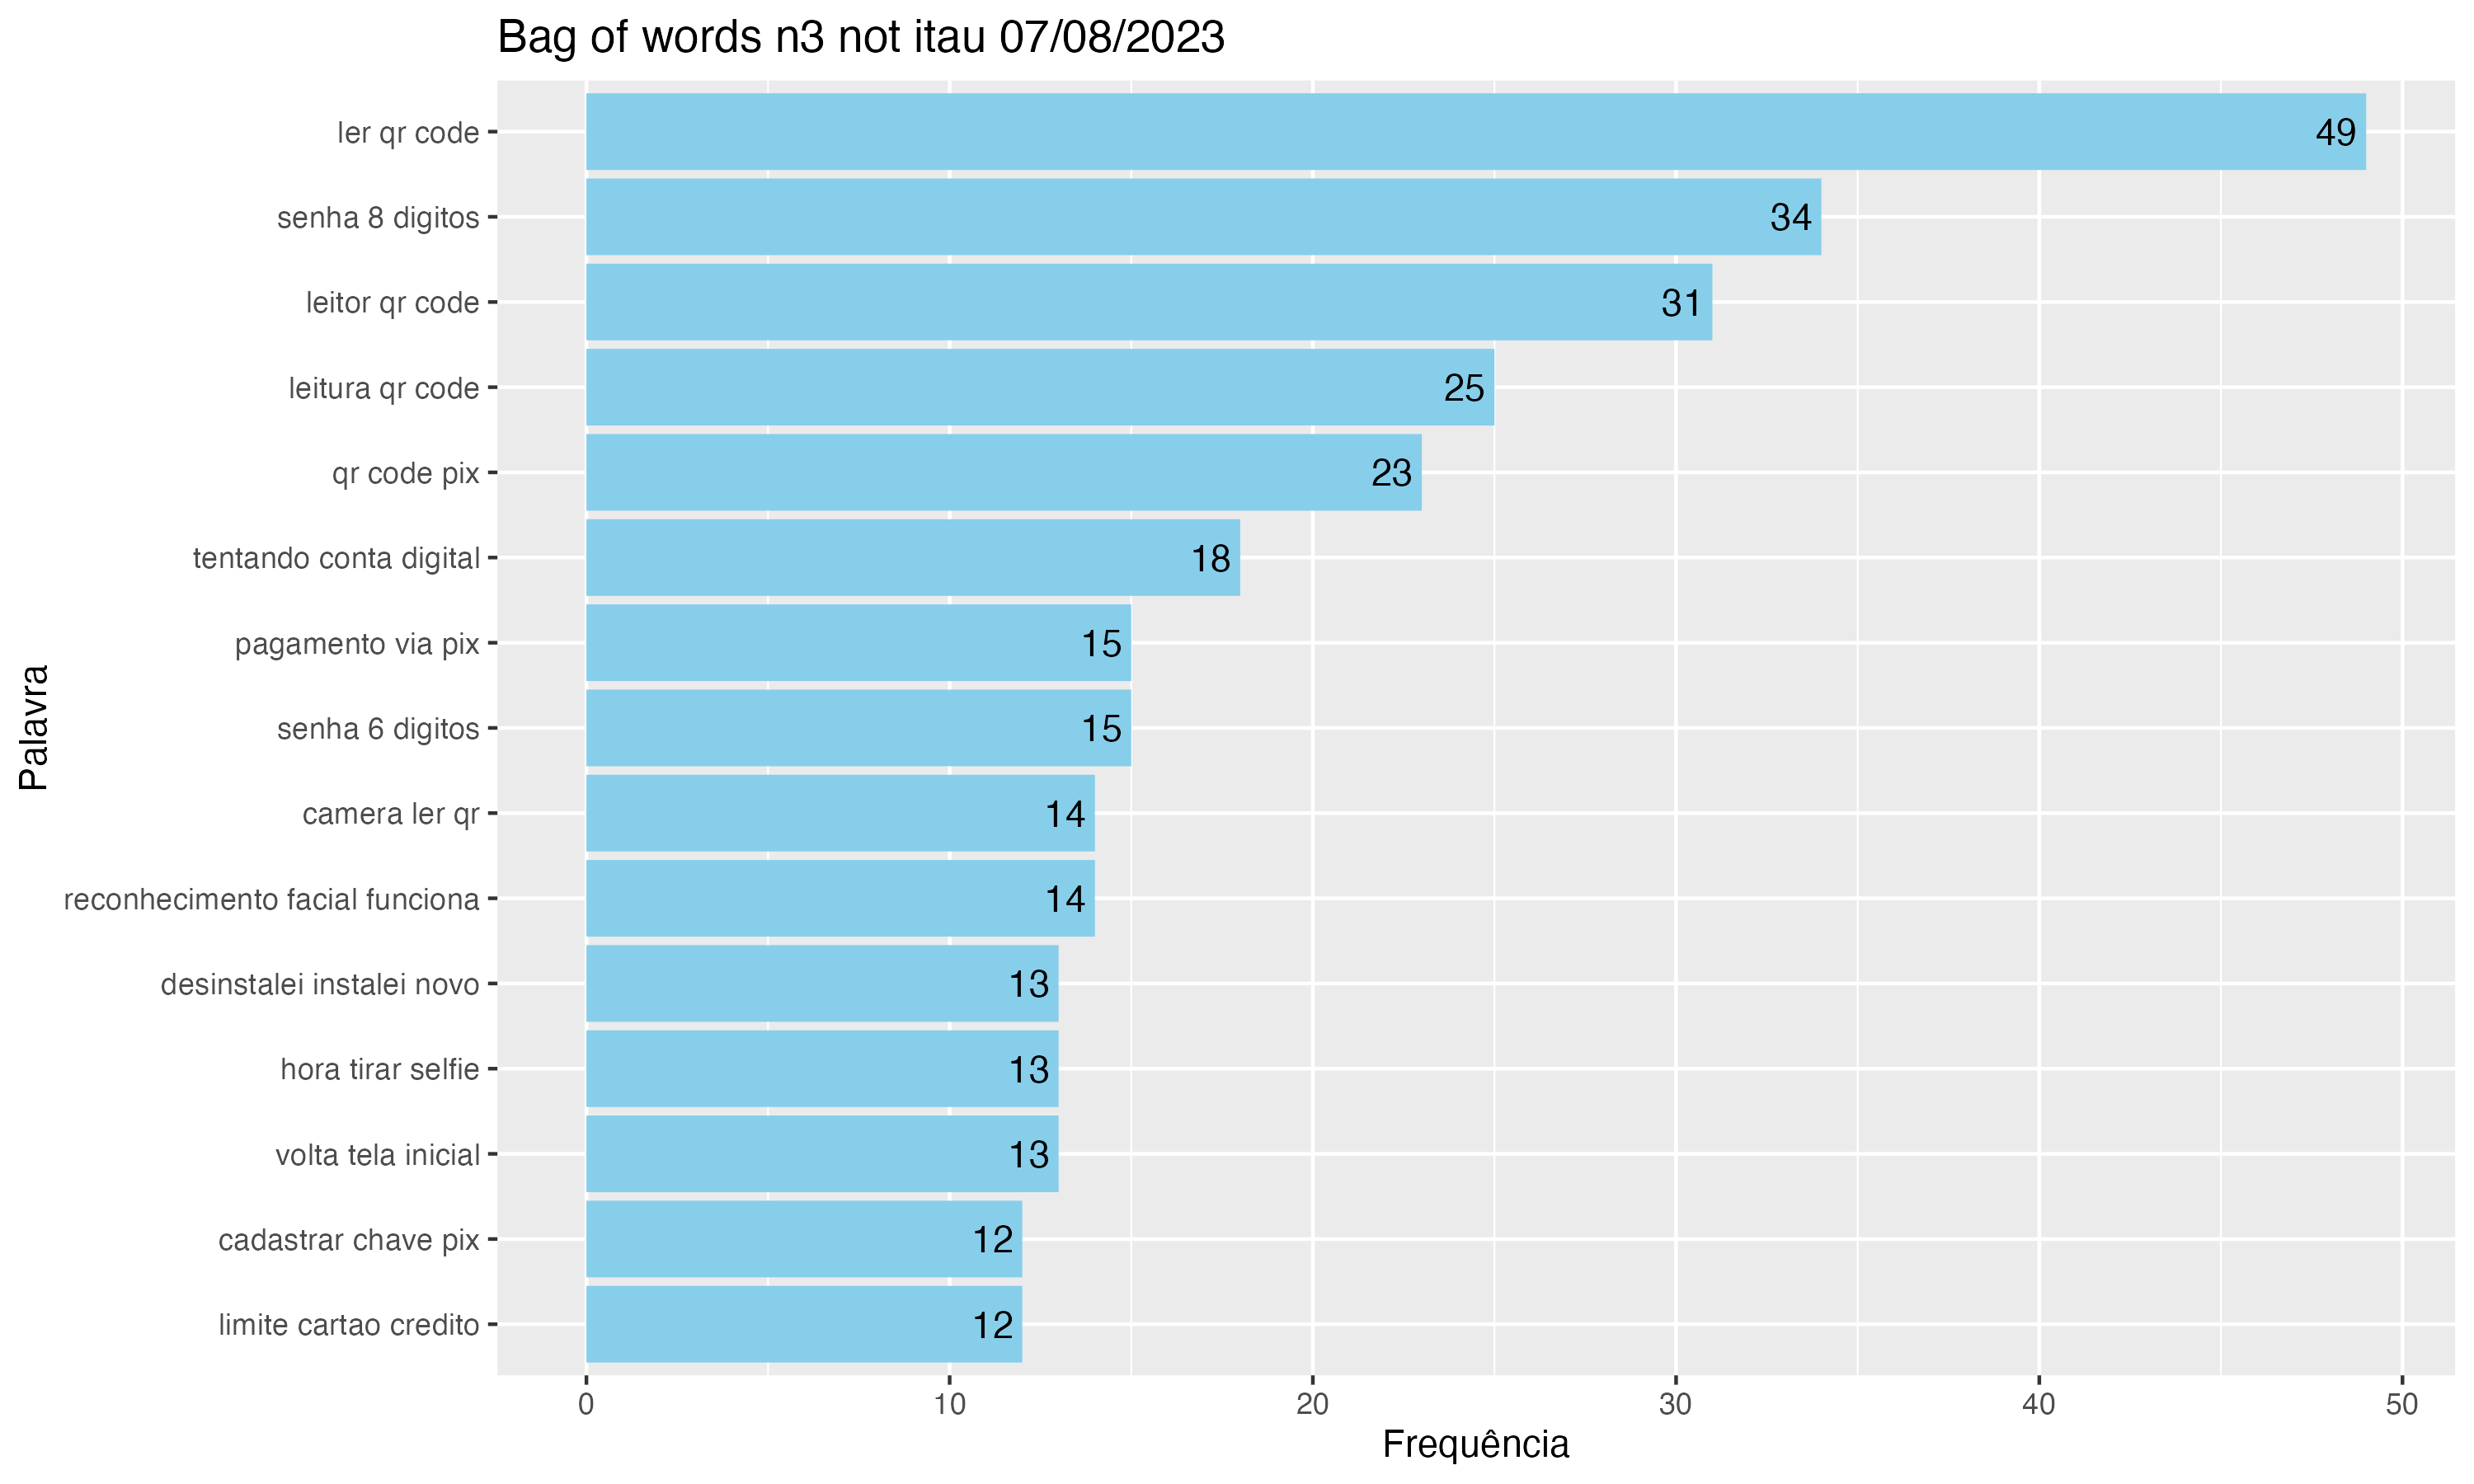 Bag of words n3 not itau 07/08/2023
Palavra
ler qr code 49
senha 8 digitos 34
leitor qr code 31
leitura qr code 25
qr code pix 23
tentando conta digital 18
pagamento via pix 15
senha 6 digitos 15
camera ler qr 14
reconhecimento facial funciona 14
desinstalei instalei novo 13
hora tirar selfie 13
volta tela inicial 13
cadastrar chave pix 12
limite cartao credito 12
0 10 20 30 40 50
Frequência